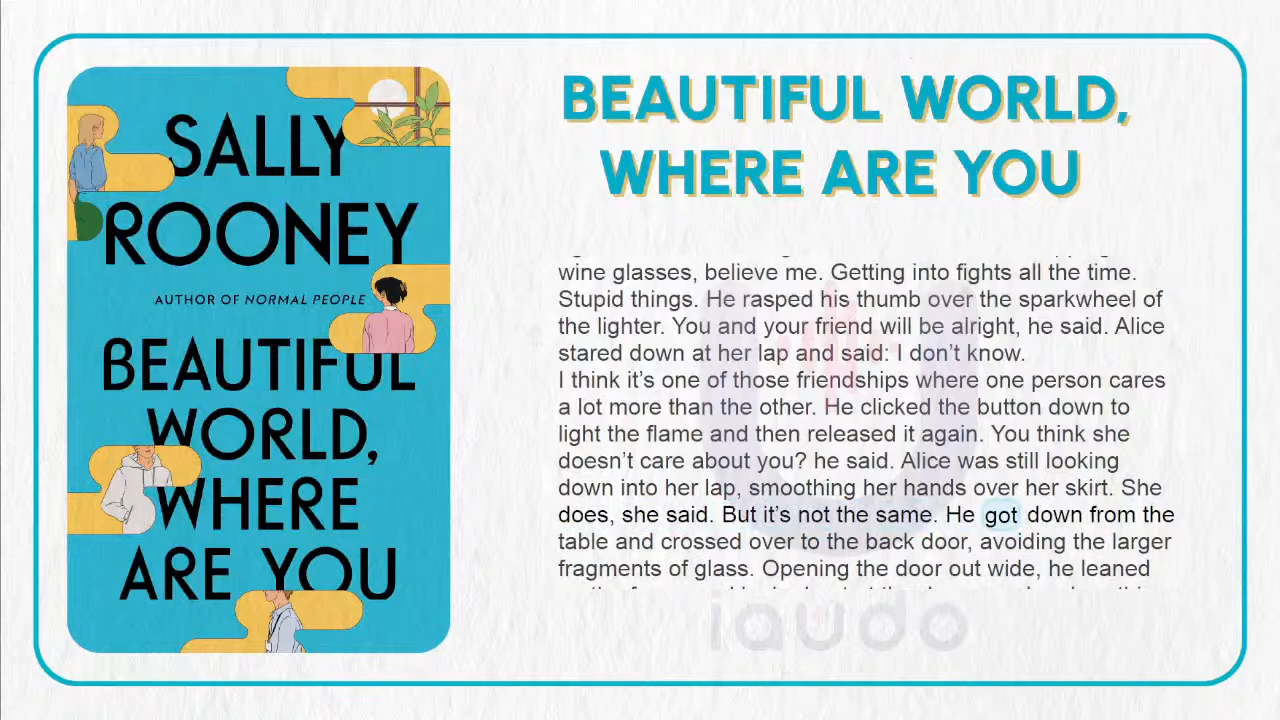 SALLY
ROONEY
AUTHOR OF NORMAL PEOPLE
BEAUTIFUL
WORLD,
WHERE
ARE YOU
BEAUTIFUL WORLD,
WHERE ARE YOU
wine glasses, believe me. Getting into fights all the time.
Stupid things. He rasped his thumb over the sparkwheel of
the lighter. You and your friend will be alright, he said. Alice
stared down at her lap and said: I don’t know.
I think it’s one of those friendships where one person cares
a lot more than the other. He clicked the button down to
light the flame and then released it again. You think she
doesn’t care about you? he said. Alice was still looking
down into her lap, smoothing her hands over her skirt. She
does, she said. But it’s not the same. He got down from the
table and crossed over to the back door, avoiding the larger
fragments of glass. Opening the door out wide, he leaned
iaudo